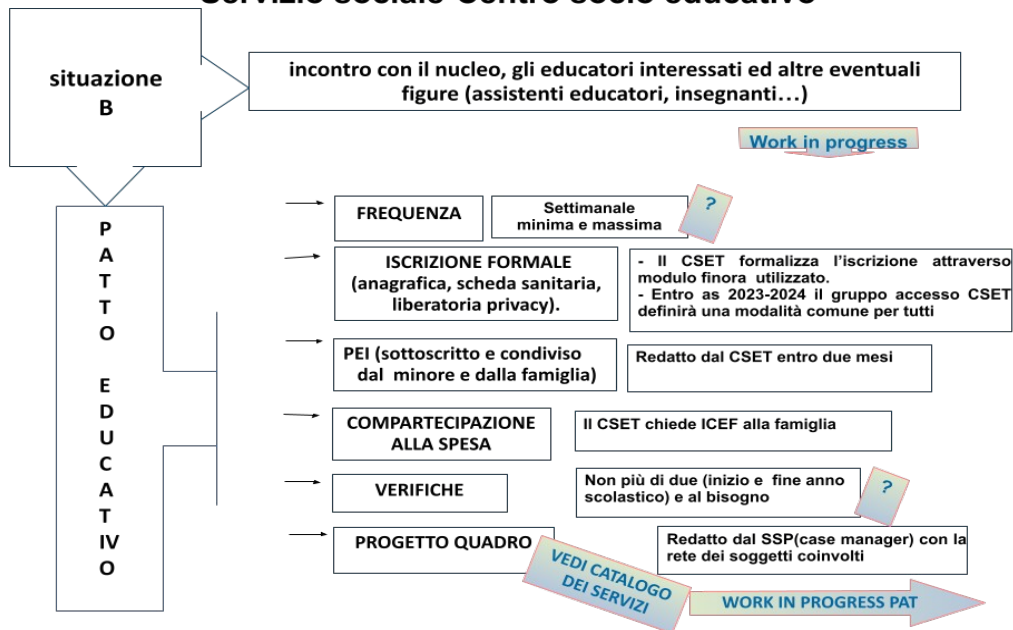 Servizio sociale-Centro socio educativo
situazione
B
incontro con il nucleo, gli educatori interessati ed altre eventuali
figure (assistenti educatori, insegnanti…)
Work in progress
P
A
T
T
O
E
D
U
C
A
T
IV
O
FREQUENZA
Settimanale
minima e massima
?
ISCRIZIONE FORMALE
(anagrafica, scheda sanitaria,
liberatoria privacy).
- Il CSET formalizza l'iscrizione attraverso
modulo finora utilizzato.
- Entro as 2023-2024 il gruppo accesso CSET
definirà una modalità comune per tutti
PEI (sottoscritto e condiviso
dal minore e dalla famiglia)
Redatto dal CSET entro due mesi
COMPARTECIPAZIONE
ALLA SPESA
Il CSET chiede ICEF alla famiglia
VERIFICHE
Non più di due (inizio e fine anno
scolastico) e al bisogno
?
PROGETTO QUADRO
Redatto dal SSP(case manager) con la
rete dei soggetti coinvolti
VEDI CATALOGO
DEI SERVIZI
WORK IN PROGRESS PAT